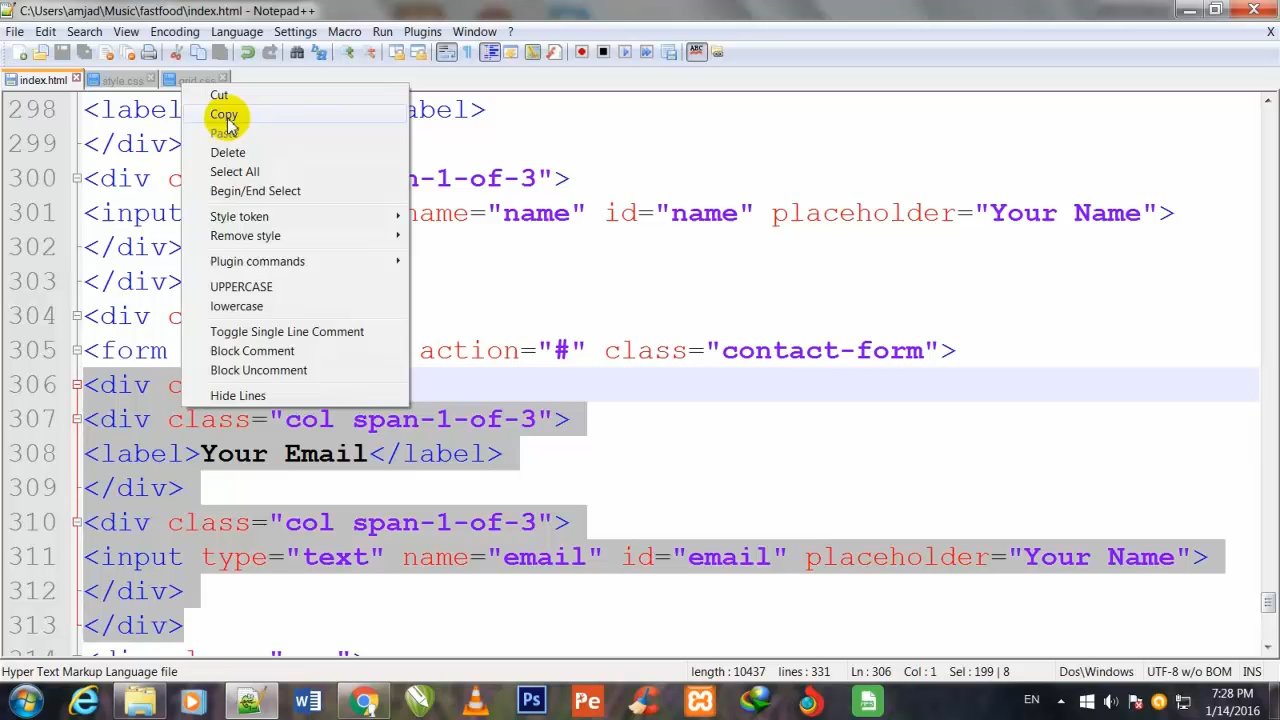 C:\Users\amjad\Music\fastfood\index.html - Notepad++
File Edit Search View Encoding Language Settings Macro Run Plugins Window ? X
index.html style.css grid.css
Cut
Copy
Paste
Delete
Select All
Begin/End Select
Style token
Remove style
Plugin commands
UPPERCASE
lowercase
Toggle Single Line Comment
Block Comment
Block Uncomment
Hide Lines
298 <label abel>
299 </div>
300 <div c n-1-of-3">
301 <input name="name" id="name" placeholder="Your Name">
302 </div>
303 </div>
304 <div c
305 <form action="#" class="contact-form">
306 <div c
307 <div class="col span-1-of-3">
308 <label>Your Email</label>
309 </div>
310 <div class="col span-1-of-3">
311 <input type="text" name="email" id="email" placeholder="Your Name">
312 </div>
313 </div>
Hyper Text Markup Language file length : 10437 lines : 331 Ln : 306 Col : 1 Sel : 199 | 8 Dos\Windows UTF-8 w/o BOM INS
W Ps Pe EN 7:28 PM
1/14/2016